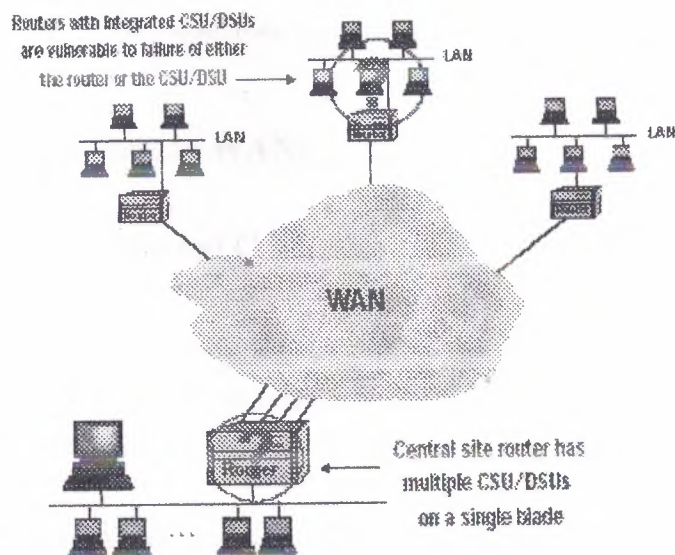 Routers with Integrated CSU/DSUs
are vulnerable to failure of either
the router or the CSU/DSU
LAN
LAN
LAN
WAN
Router
Central site router has
multiple CSU/DSUs
on a single blade
. . .